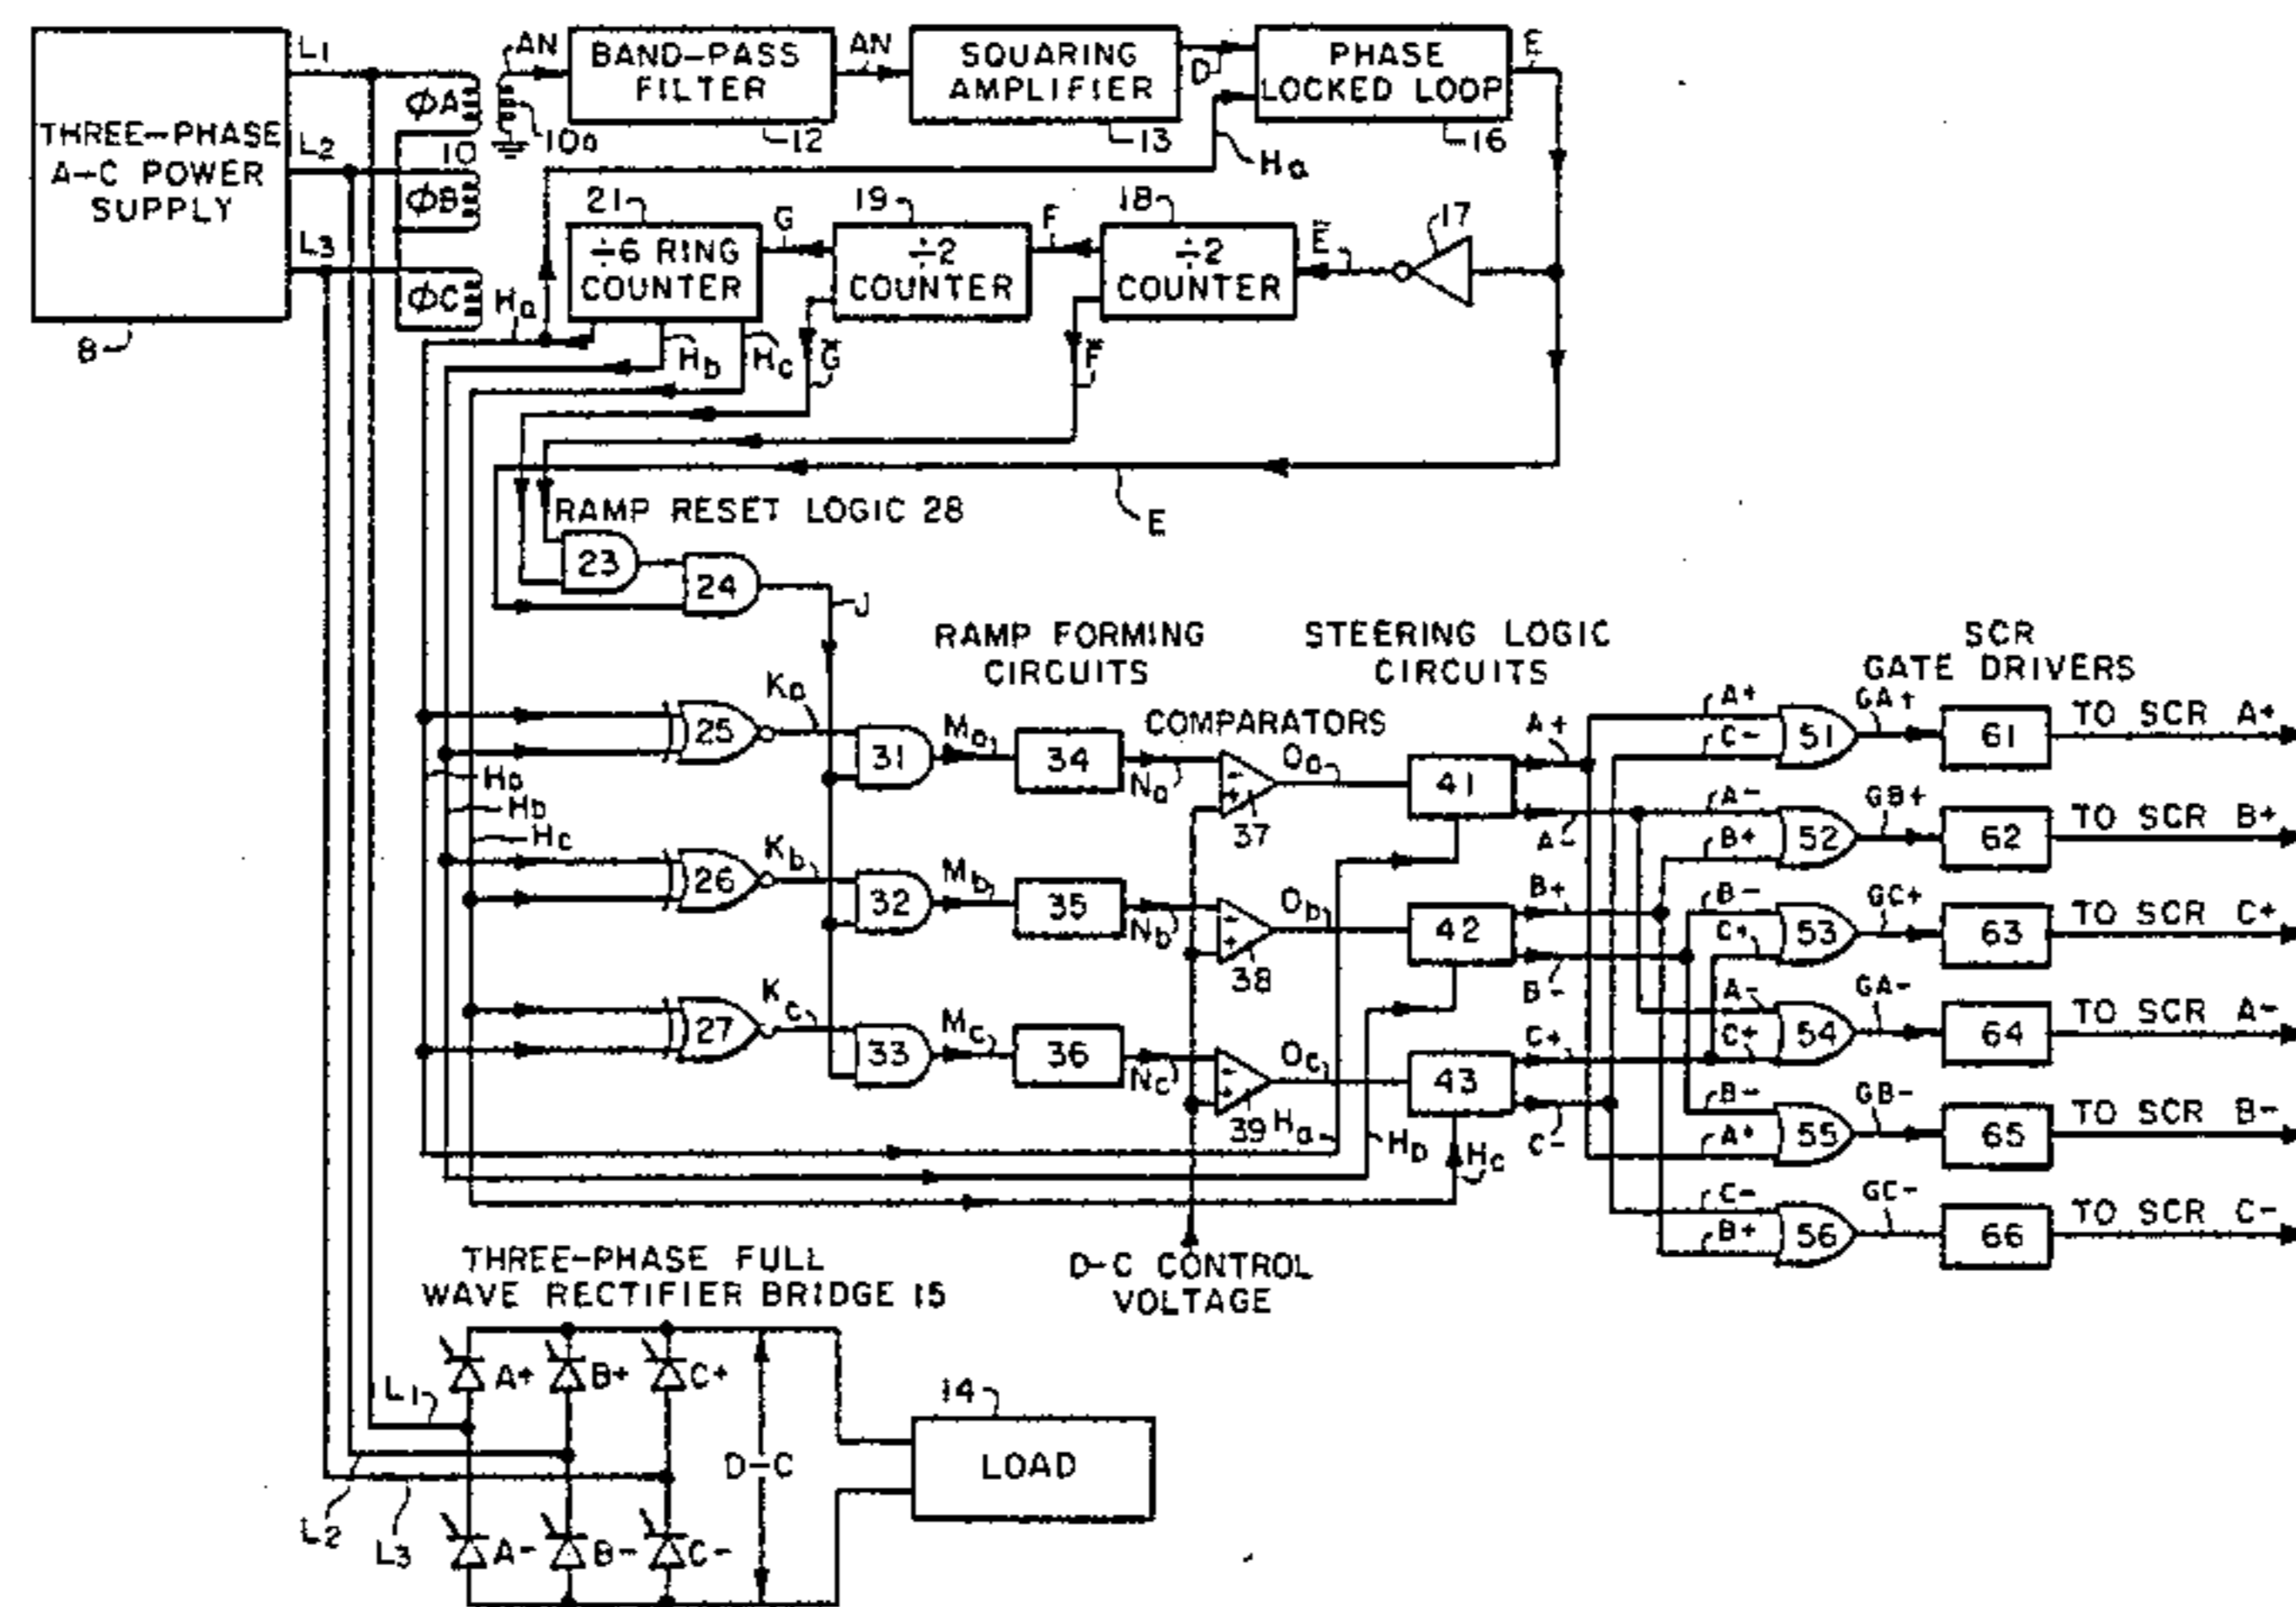 THREE-PHASE
A-C POWER
SUPPLY
8
L1
L2
L3
ΦA
10
ΦB
ΦC
10a
AN
BAND-PASS
FILTER
12
AN
SQUARING
AMPLIFIER
13
D
PHASE
LOCKED LOOP
16
E
Ha
21
÷6 RING
COUNTER
G
19
÷2
COUNTER
F
18
÷2
COUNTER
Ē
17
Ha
Hb
Hc
G̅
F̅
E
RAMP RESET LOGIC 28
23
24
J
RAMP FORMING
CIRCUITS
STEERING LOGIC
CIRCUITS
SCR
GATE DRIVERS
COMPARATORS
25
Ka
31
Ma
34
Na
-
+
37
Oa
41
A+
A-
Ha
Hb
Hc
26
Kb
32
Mb
35
Nb
-
+
38
Ob
42
B+
B-
27
Kc
33
Mc
36
Nc
-
+
39
Oc
43
C+
C-
Ha
Hb
Hc
A+
C-
51
GA+
61
TO SCR A+
A-
B+
52
GB+
62
TO SCR B+
B-
C+
53
GC+
63
TO SCR C+
A-
C+
54
GA-
64
TO SCR A-
B-
A+
55
GB-
65
TO SCR B-
C-
B+
56
GC-
66
TO SCR C-
D-C CONTROL
VOLTAGE
THREE-PHASE FULL
WAVE RECTIFIER BRIDGE 15
A+
B+
C+
L1
L2
L3
A-
B-
C-
D-C
14
LOAD